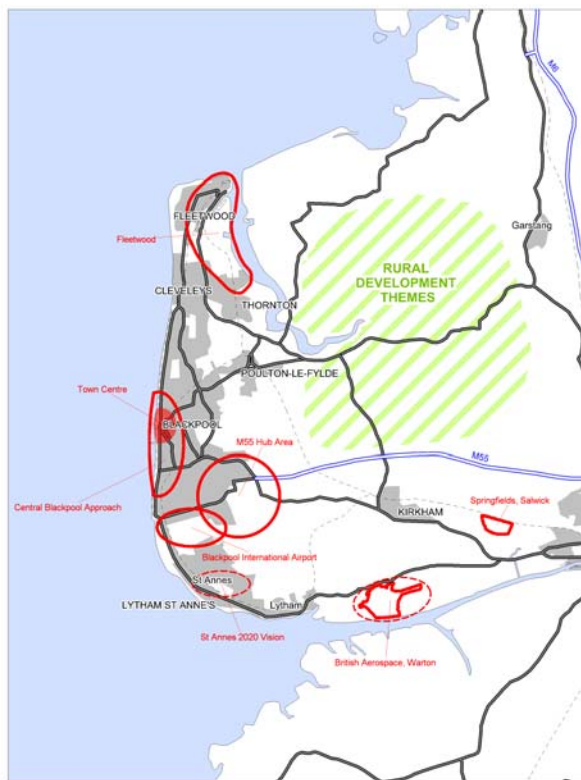 M6
FLEETWOOD
Fleetwood
Garstang
RURAL
DEVELOPMENT
THEMES
CLEVELEYS
THORNTON
POULTON-LE-FYLDE
Town Centre
BLACKPOOL
M55 Hub Area
M55
Central Blackpool Approach
Springfields, Salwick
KIRKHAM
Blackpool International Airport
St Annes
LYTHAM ST ANNE'S
Lytham
St Annes 2020 Vision
British Aerospace, Warton